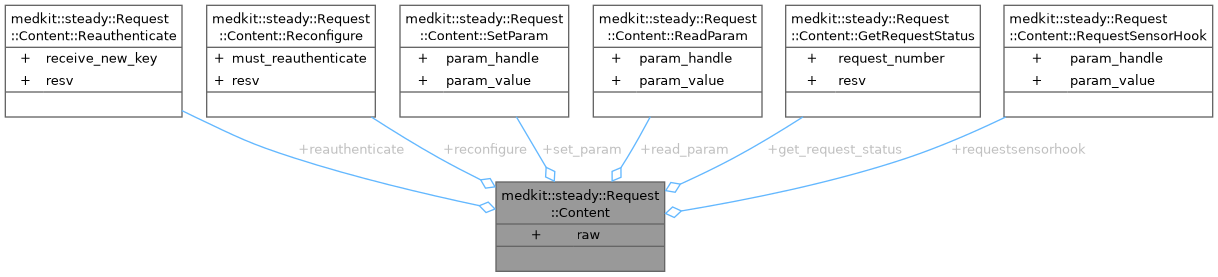 medkit::steady::Request
::Content::Reauthenticate
+ receive_new_key
+ resv
medkit::steady::Request
::Content::Reconfigure
+ must_reauthenticate
+ resv
medkit::steady::Request
::Content::SetParam
+ param_handle
+ param_value
medkit::steady::Request
::Content::ReadParam
+ param_handle
+ param_value
medkit::steady::Request
::Content::GetRequestStatus
+ request_number
+ resv
medkit::steady::Request
::Content::RequestSensorHook
+ param_handle
+ param_value
+reauthenticate
+reconfigure
+set_param
+read_param
+get_request_status
+requestsensorhook
medkit::steady::Request
::Content
+ raw